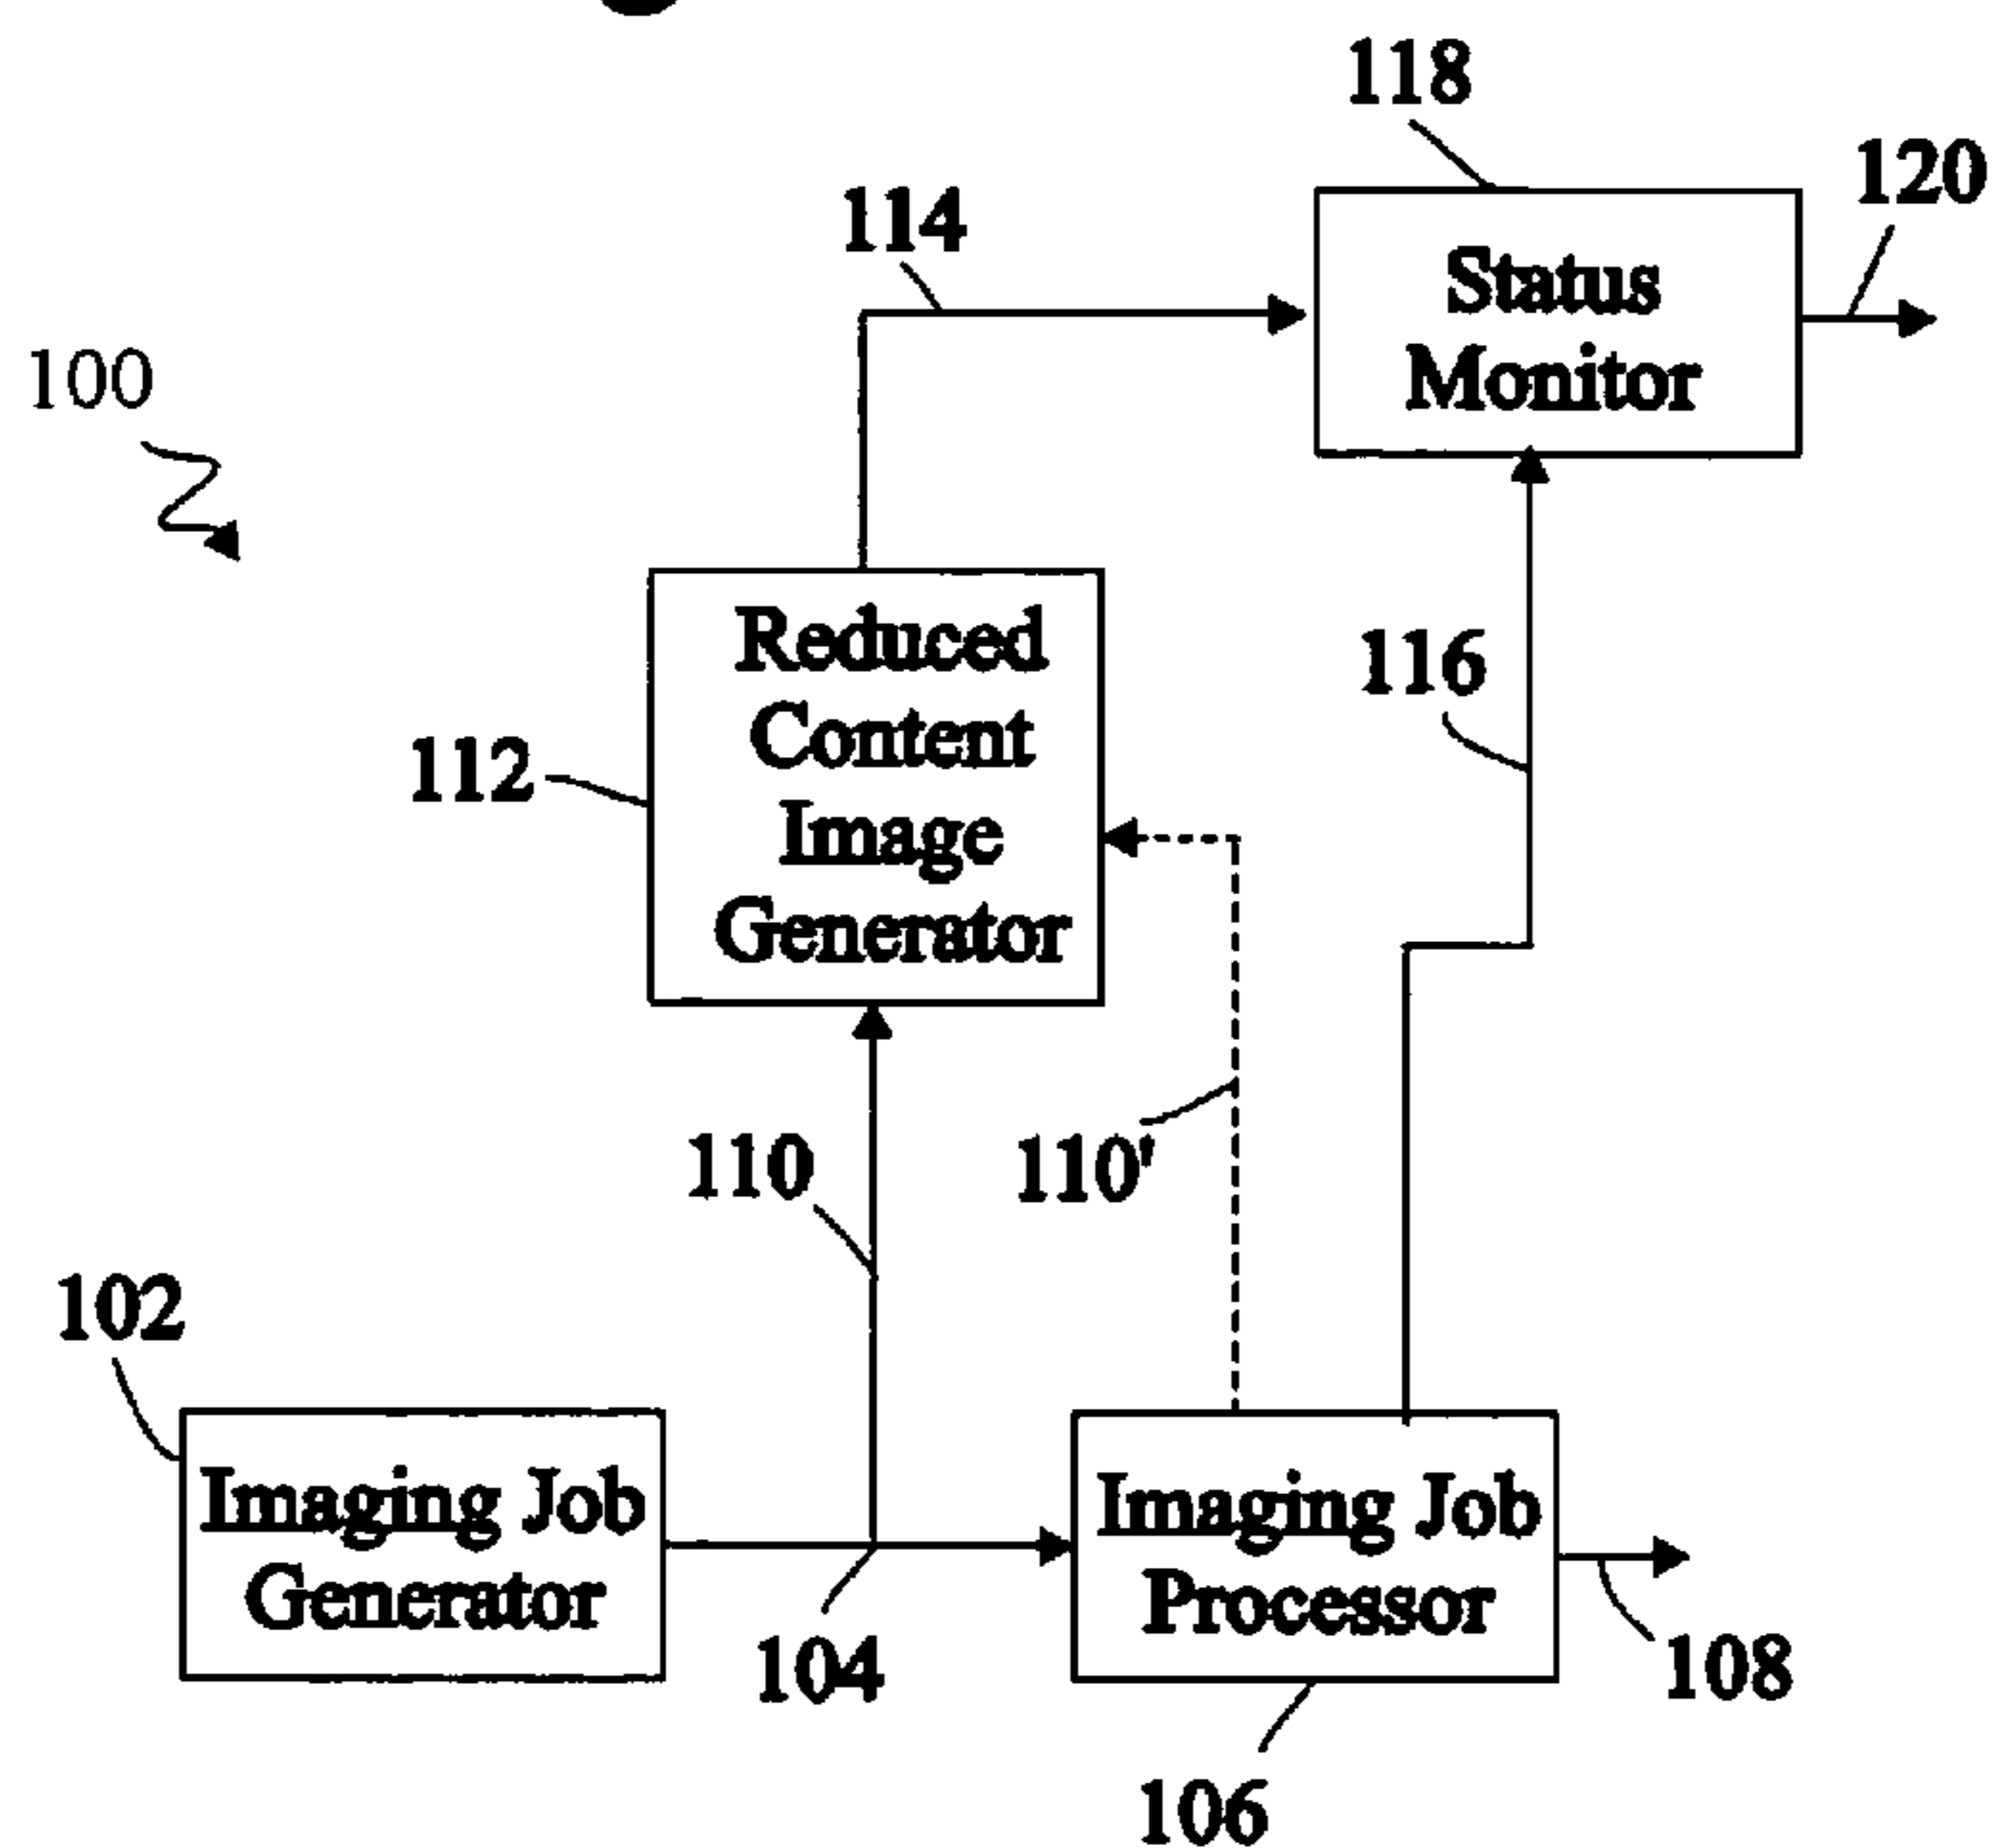 118
120
114
Status
Monitor
100
Reduced
Content
Image
Generator
116
112
110
110'
102
Imaging Job
Generator
Imaging Job
Processor
104
108
106